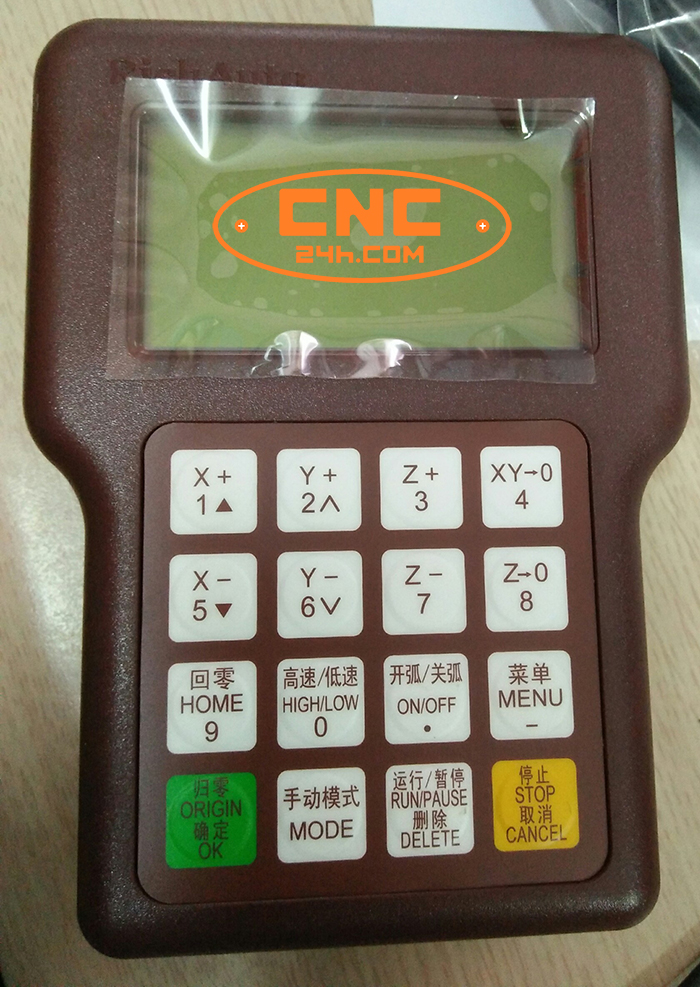 RichAuto
CNC
24h.COM
X+
1▲
Y+
2∧
Z+
3
XY→0
4
X−
5▼
Y−
6∨
Z−
7
Z→0
8
回零
HOME
9
高速/低速
HIGH/LOW
0
开弧/关弧
ON/OFF
•
菜单
MENU
−
归零
ORIGIN
确定
OK
手动模式
MODE
运行/暂停
RUN/PAUSE
删除
DELETE
停止
STOP
取消
CANCEL